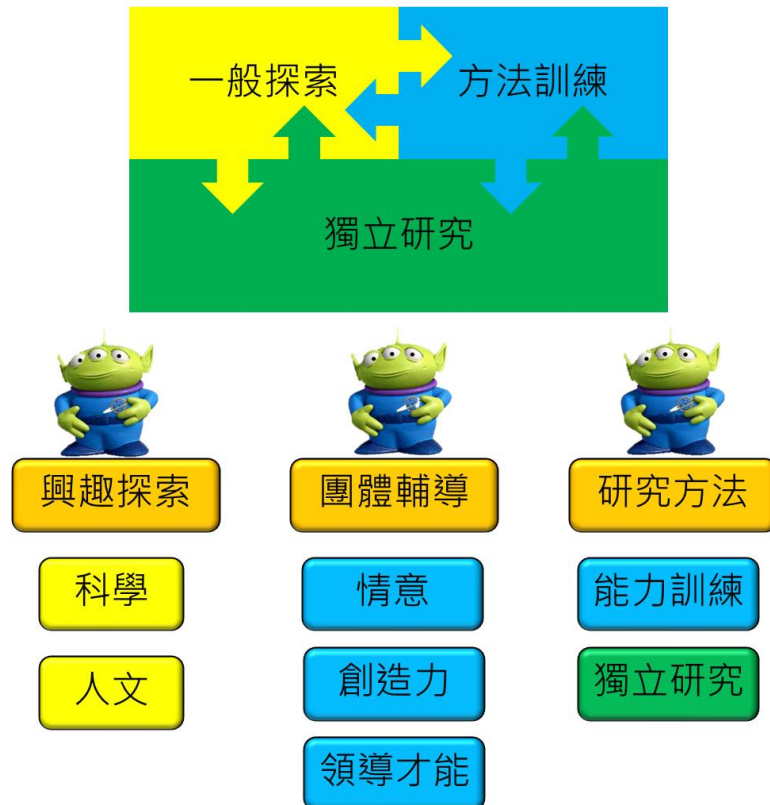 一般探索
方法訓練
獨立研究
興趣探索
團體輔導
研究方法
科學
情意
能力訓練
人文
創造力
獨立研究
領導才能